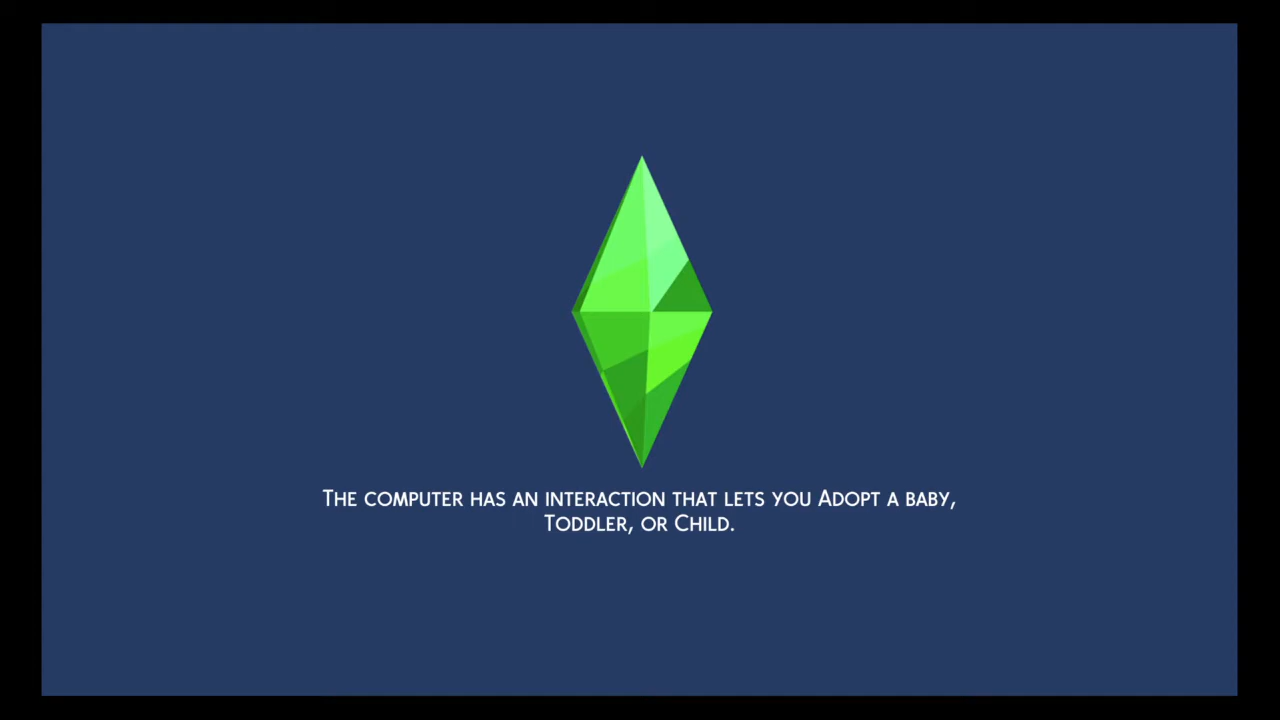 The computer has an interaction that lets you Adopt a baby,
Toddler, or Child.